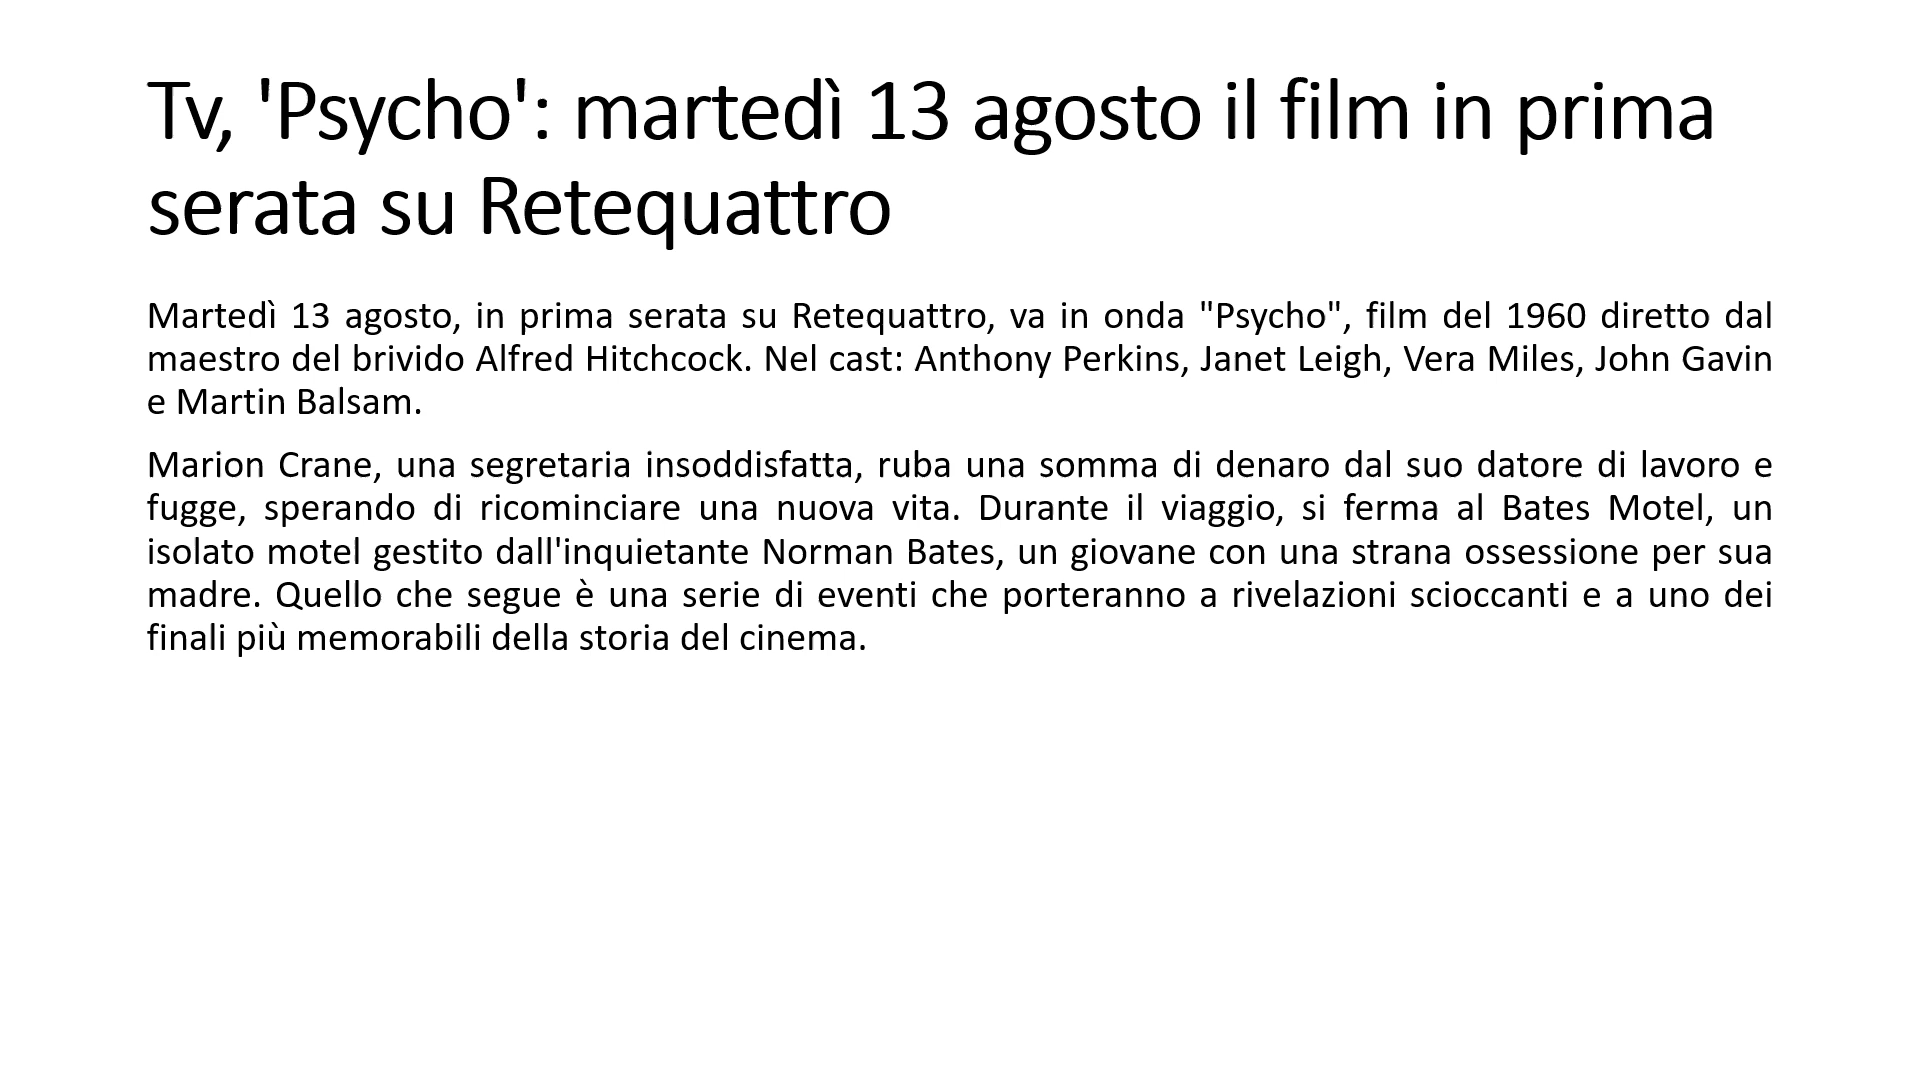 Tv, 'Psycho': martedì 13 agosto il film in prima
serata su Retequattro
Martedì 13 agosto, in prima serata su Retequattro, va in onda "Psycho", film del 1960 diretto dal
maestro del brivido Alfred Hitchcock. Nel cast: Anthony Perkins, Janet Leigh, Vera Miles, John Gavin
e Martin Balsam.
Marion Crane, una segretaria insoddisfatta, ruba una somma di denaro dal suo datore di lavoro e
fugge, sperando di ricominciare una nuova vita. Durante il viaggio, si ferma al Bates Motel, un
isolato motel gestito dall'inquietante Norman Bates, un giovane con una strana ossessione per sua
madre. Quello che segue è una serie di eventi che porteranno a rivelazioni scioccanti e a uno dei
finali più memorabili della storia del cinema.